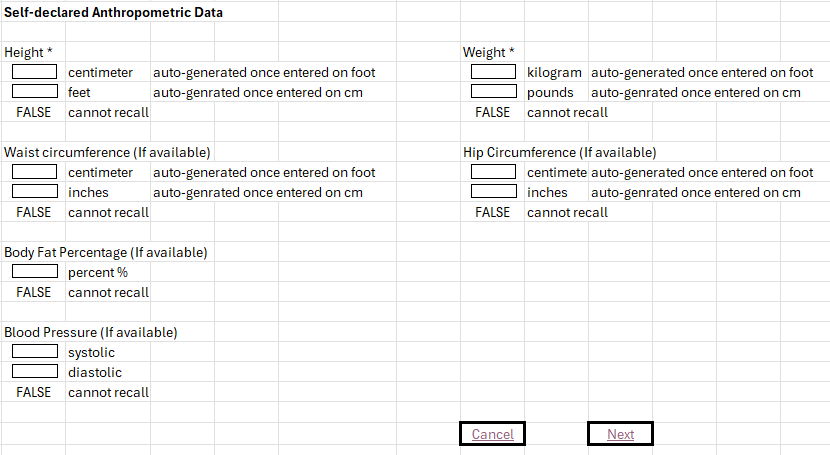 Self-declared Anthropometric Data
Height * Weight *
centimeter auto-generated once entered on foot kilogram auto-generated once entered on foot
feet auto-genrated once entered on cm pounds auto-genrated once entered on cm
FALSE cannot recall FALSE cannot recall
Waist circumference (If available) Hip Circumference (If available)
centimeter auto-generated once entered on foot centimete auto-generated once entered on foot
inches auto-genrated once entered on cm inches auto-genrated once entered on cm
FALSE cannot recall FALSE cannot recall
Body Fat Percentage (If available)
percent %
FALSE cannot recall
Blood Pressure (If available)
systolic
diastolic
FALSE cannot recall
Cancel Next